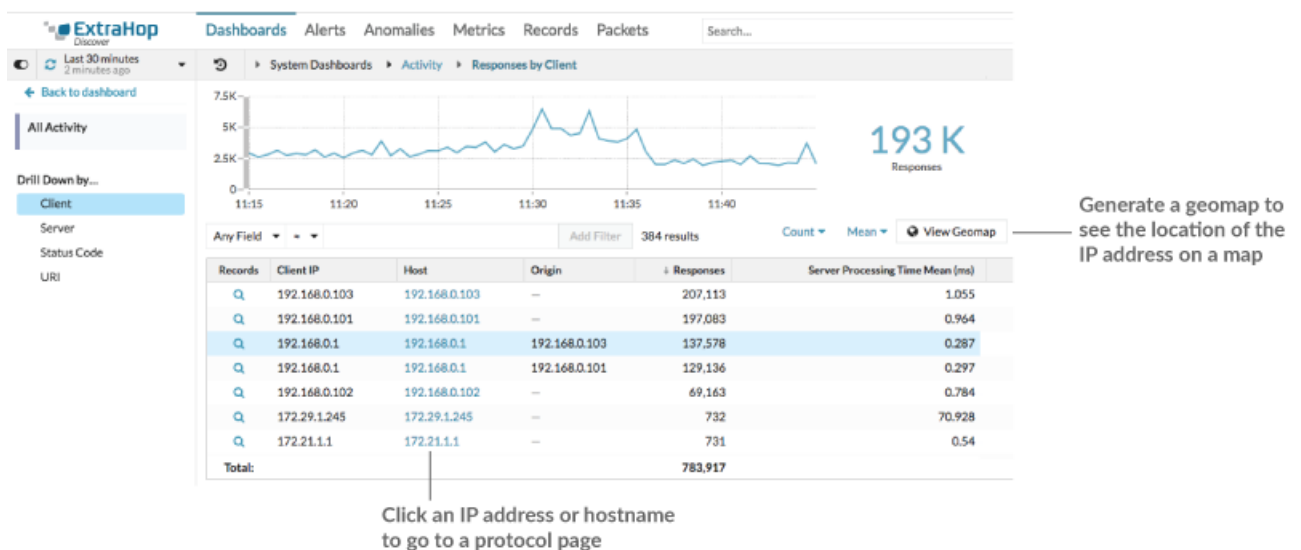 ExtraHop
Discover
Dashboards Alerts Anomalies Metrics Records Packets Search...
Last 30 minutes
2 minutes ago
System Dashboards Activity Responses by Client
Back to dashboard
All Activity
Drill Down by...
Client
Server
Status Code
URI
7.5K
5K
2.5K
0
11:15 11:20 11:25 11:30 11:35 11:40
193 K
Responses
Any Field = Add Filter 384 results Count Mean View Geomap
Generate a geomap to
see the location of the
IP address on a map
Records Client IP Host Origin ↓ Responses Server Processing Time Mean (ms)
192.168.0.103 192.168.0.103 — 207,113 1.055
192.168.0.101 192.168.0.101 — 197,083 0.964
192.168.0.1 192.168.0.1 192.168.0.103 137,578 0.287
192.168.0.1 192.168.0.1 192.168.0.101 129,136 0.297
192.168.0.102 192.168.0.102 — 69,163 0.784
172.29.1.245 172.29.1.245 — 732 70.928
172.21.1.1 172.21.1.1 — 731 0.54
Total: 783,917
Click an IP address or hostname
to go to a protocol page